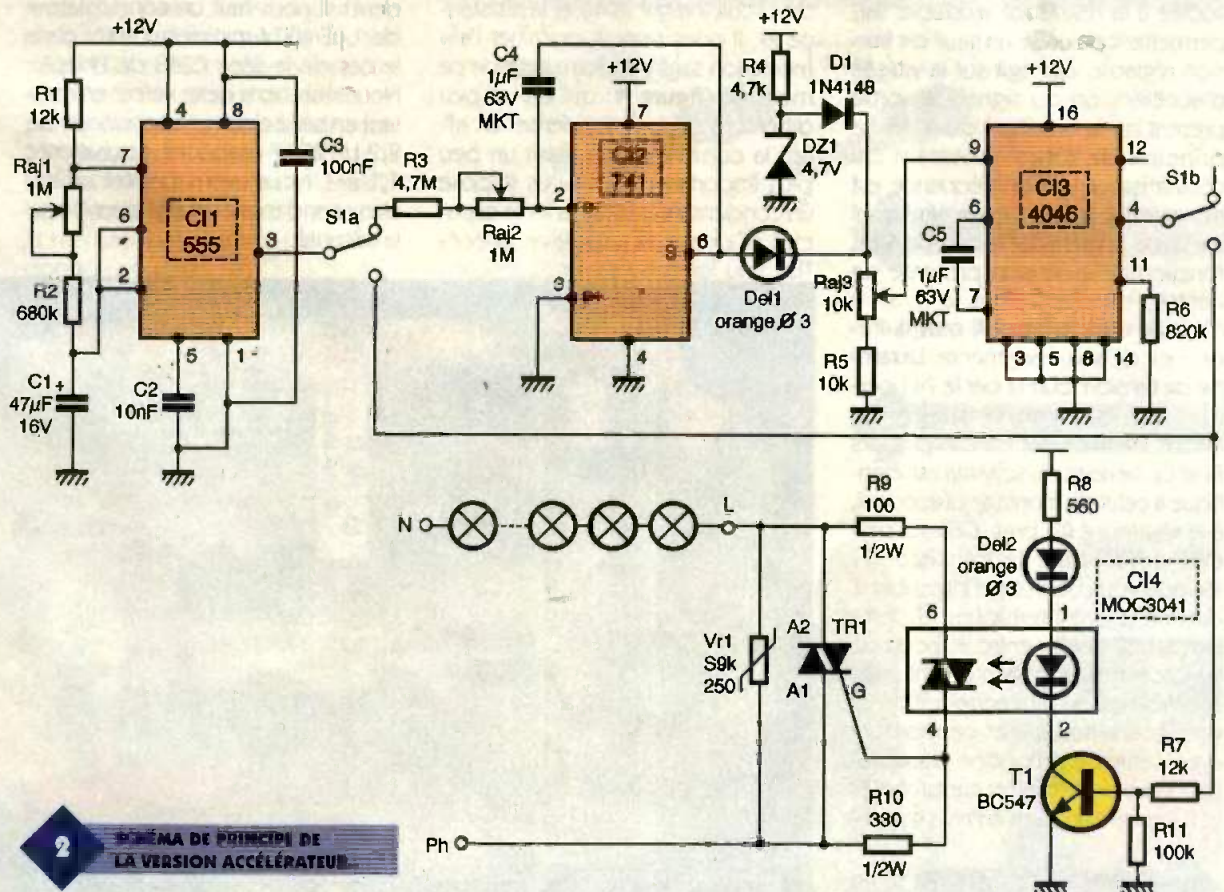 +12V
R1
12k
Raj1
1M
R2
680k
C1
+
47µF
16V
4
8
7
6
2
CI1
555
3
5
1
C2
10nF
C3
100nF
S1a
C4
1µF
63V
MKT
R3
4,7M
Raj2
1M
+12V
7
741
2
3
6
4
+12V
R4
4,7k
D1
1N4148
DZ1
4,7V
Del1
orange Ø 3
Raj3
10k
R5
10k
+12V
16
9
12
6
CI3
4046
4
11
7
3
5
8
14
C5
1µF
63V
MKT
S1b
R6
820k
N
L
R9
100
1/2W
Vr1
S9k
250
A2
TR1
A1
G
R10
330
1/2W
Ph
R8
560
Del2
orange
Ø 3
CI4
MOC3041
6
1
4
2
T1
BC547
R7
12k
R11
100k
2
SCHÉMA DE PRINCIPE DE
LA VERSION ACCÉLÉRATEUR.